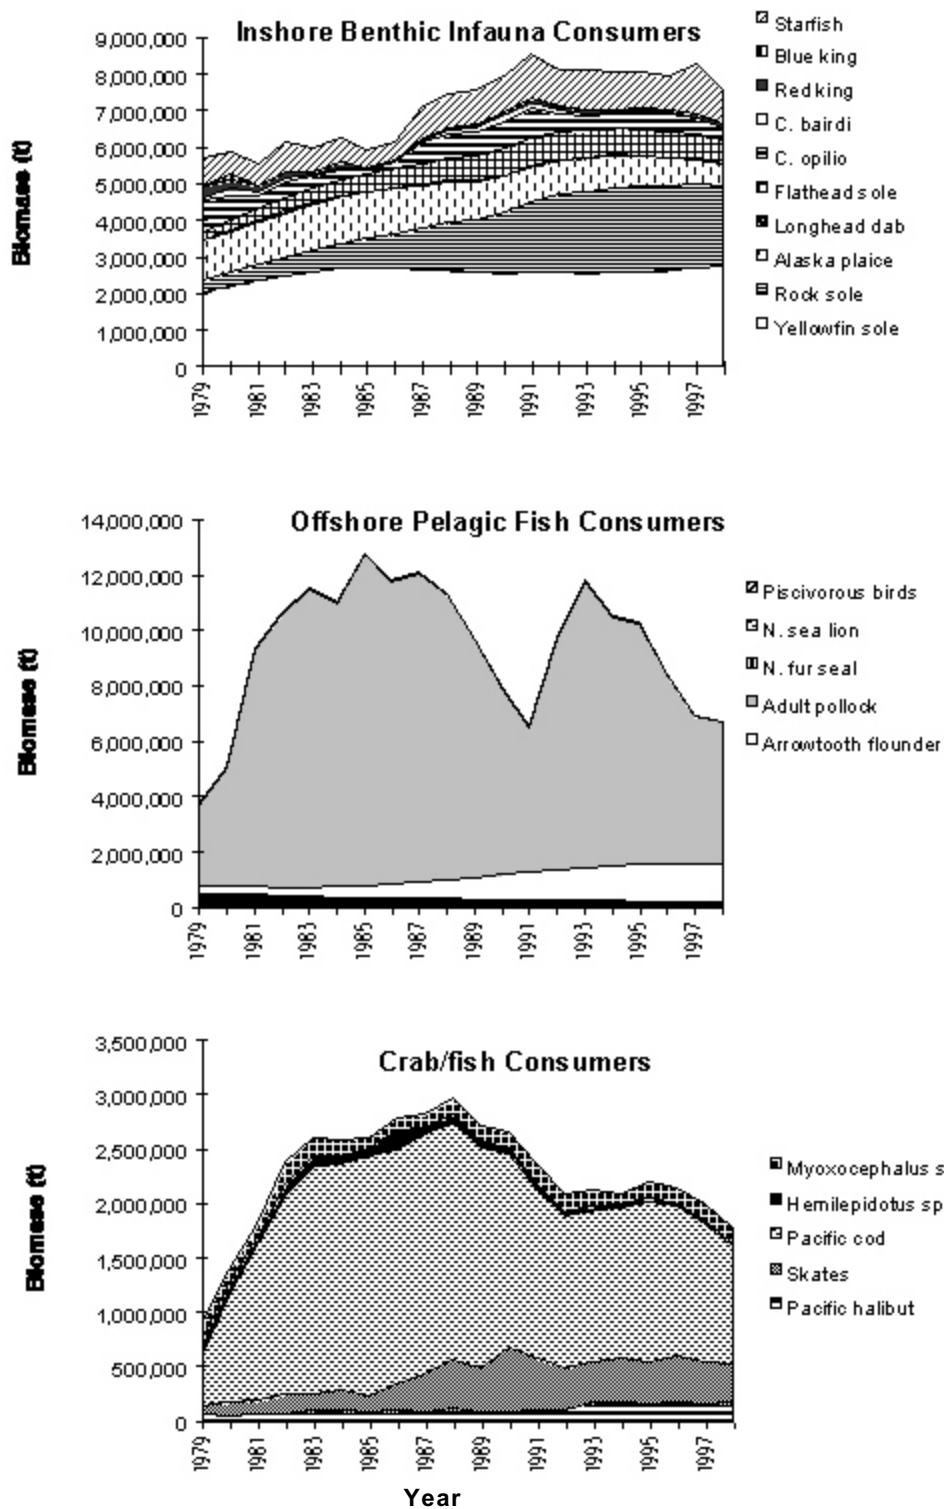 Inshore Benthic Infauna Consumers
Biomass (t)
9,000,000
8,000,000
7,000,000
6,000,000
5,000,000
4,000,000
3,000,000
2,000,000
1,000,000
0
1979
1981
1983
1985
1987
1989
1991
1993
1995
1997
Starfish
Blue king
Red king
C. bairdi
C. opilio
Flathead sole
Longhead dab
Alaska plaice
Rock sole
Yellowfin sole
Offshore Pelagic Fish Consumers
Biomass (t)
14,000,000
12,000,000
10,000,000
8,000,000
6,000,000
4,000,000
2,000,000
0
1979
1981
1983
1985
1987
1989
1991
1993
1995
1997
Piscivorous birds
N. sea lion
N. fur seal
Adult pollock
Arrowtooth flounder
Crab/fish Consumers
Biomass (t)
3,500,000
3,000,000
2,500,000
2,000,000
1,500,000
1,000,000
500,000
0
1979
1981
1983
1985
1987
1989
1991
1993
1995
1997
Year
Myoxocephalus s
Hemilepidotus sp
Pacific cod
Skates
Pacific halibut